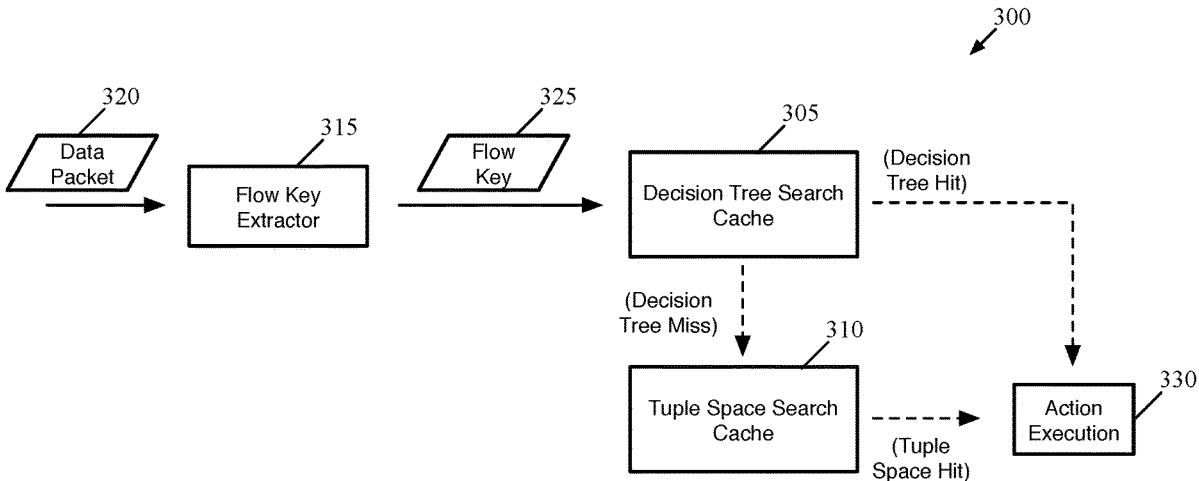 300
320
Data
Packet
315
Flow Key
Extractor
325
Flow
Key
305
Decision Tree Search
Cache
(Decision
Tree Hit)
(Decision
Tree Miss)
310
Tuple Space Search
Cache
(Tuple
Space Hit)
330
Action
Execution